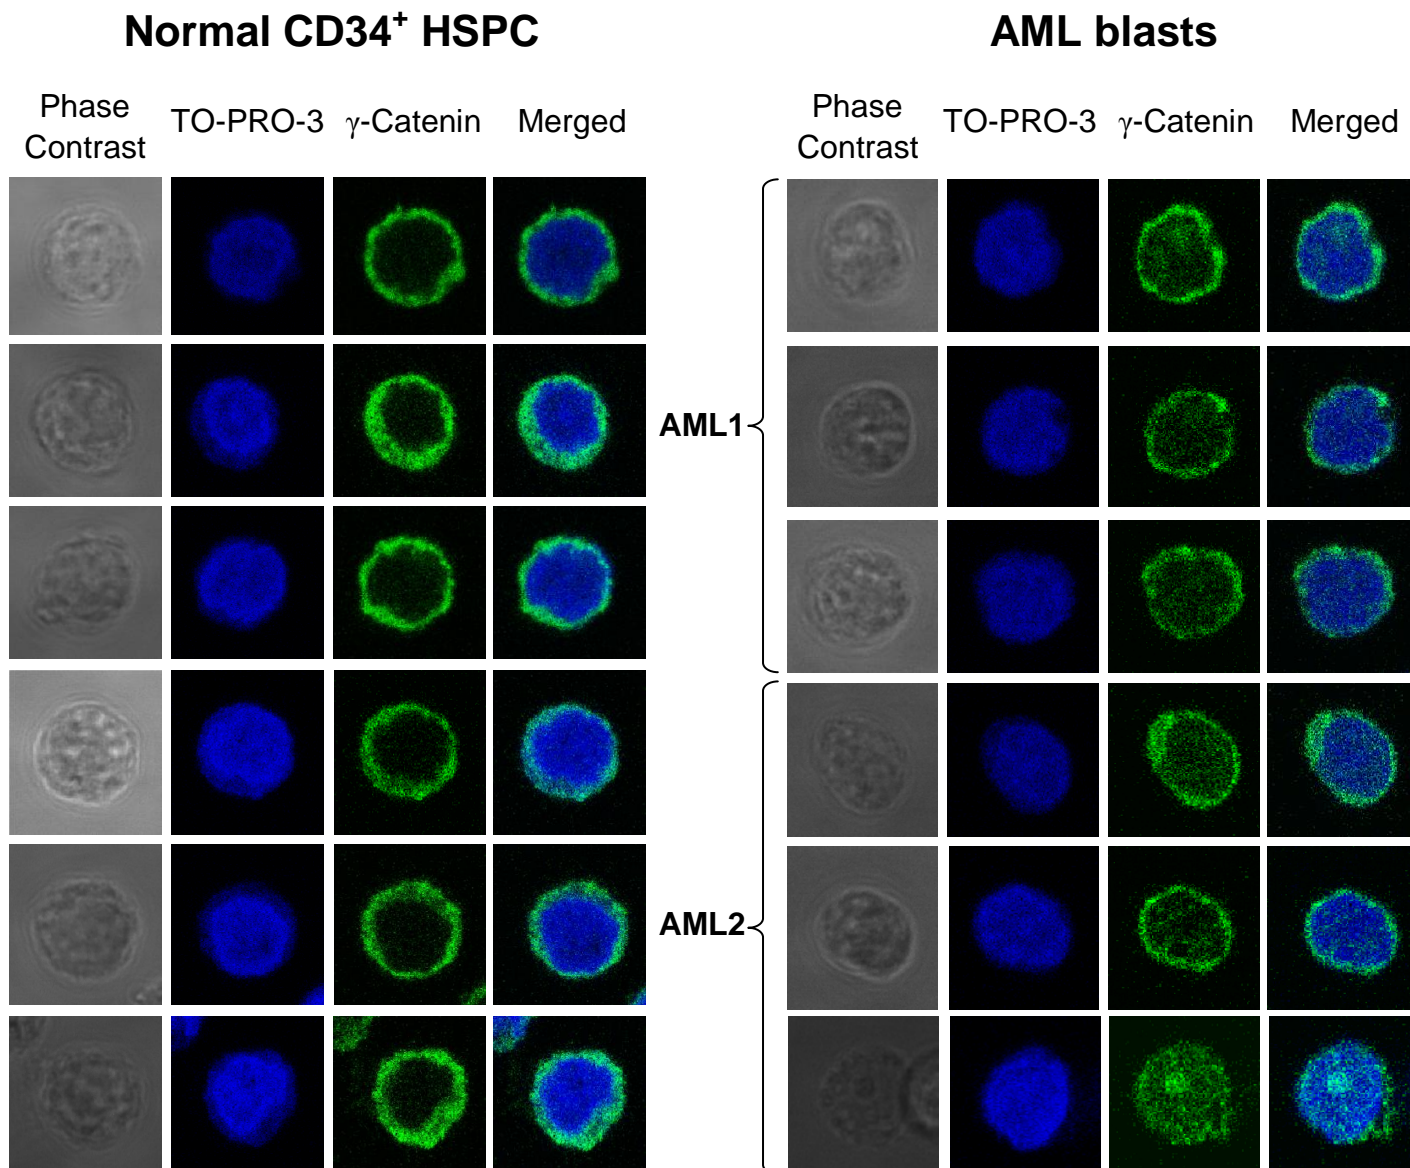 Normal CD34⁺ HSPC
AML blasts
Phase
Contrast
TO-PRO-3
γ-Catenin
Merged
Phase
Contrast
TO-PRO-3
γ-Catenin
Merged
AML1
AML2